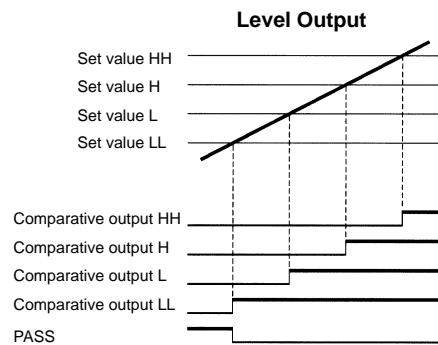 Level Output
Set value HH
Set value H
Set value L
Set value LL
Comparative output HH
Comparative output H
Comparative output L
Comparative output LL
PASS